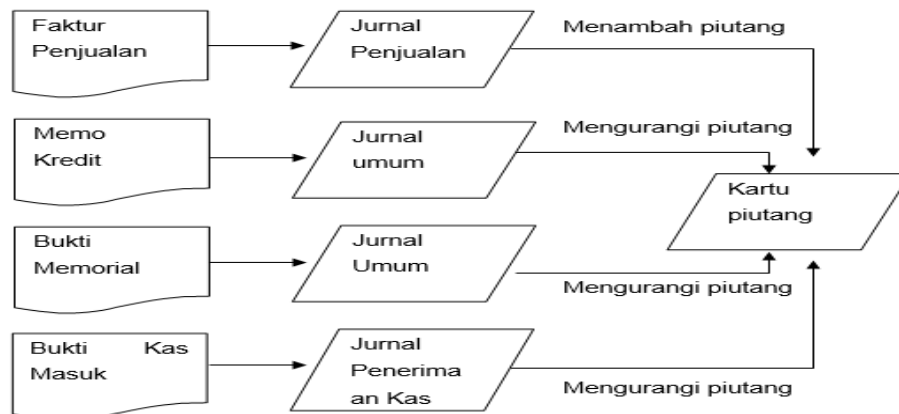 Faktur
Penjualan
Jurnal
Penjualan
Menambah piutang
Memo
Kredit
Jurnal
umum
Mengurangi piutang
Kartu
piutang
Bukti
Memorial
Jurnal
Umum
Mengurangi piutang
Bukti Kas
Masuk
Jurnal
Penerima
an Kas
Mengurangi piutang